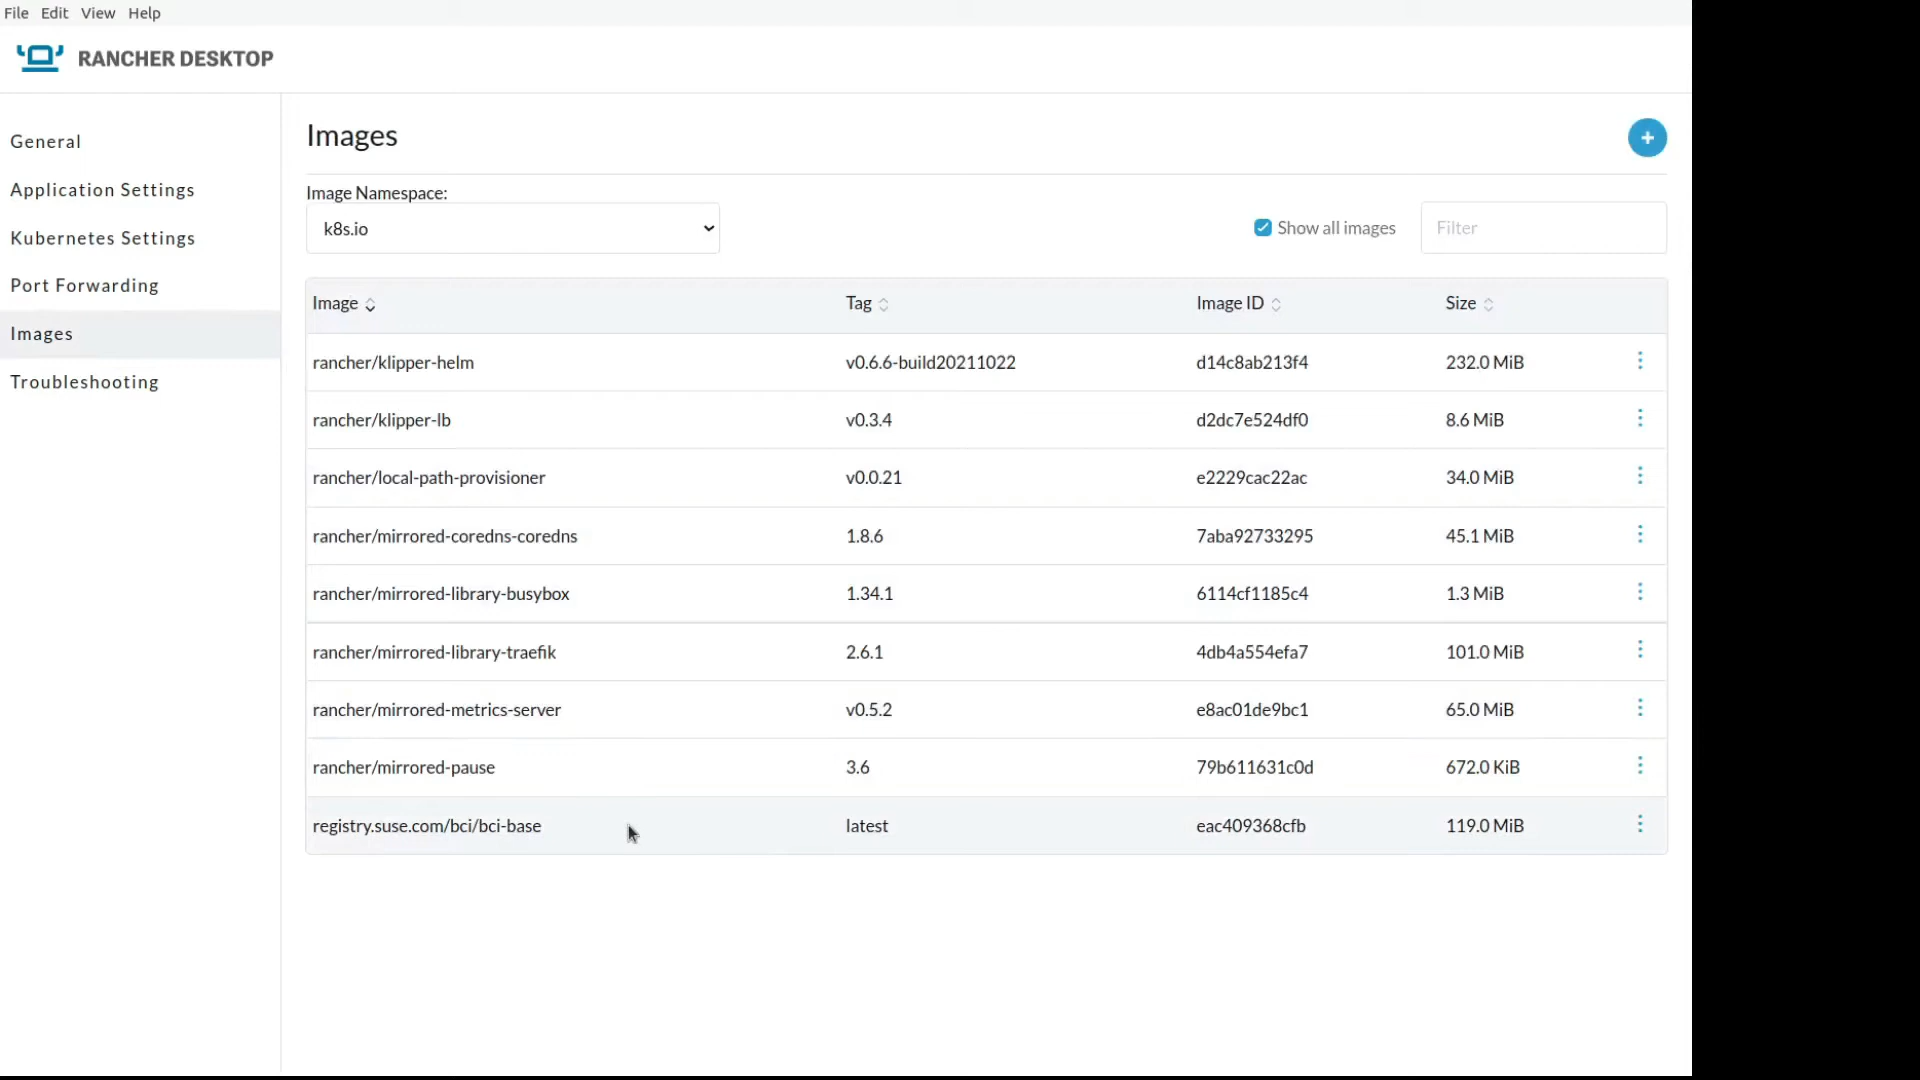 File Edit View Help
RANCHER DESKTOP
General
Application Settings
Kubernetes Settings
Port Forwarding
Images
Troubleshooting
Images
Image Namespace:
k8s.io
Show all images
Filter
Image Tag Image ID Size
rancher/klipper-helm v0.6.6-build20211022 d14c8ab213f4 232.0 MiB
rancher/klipper-lb v0.3.4 d2dc7e524df0 8.6 MiB
rancher/local-path-provisioner v0.0.21 e2229cac22ac 34.0 MiB
rancher/mirrored-coredns-coredns 1.8.6 7aba92733295 45.1 MiB
rancher/mirrored-library-busybox 1.34.1 6114cf1185c4 1.3 MiB
rancher/mirrored-library-traefik 2.6.1 4db4a554efa7 101.0 MiB
rancher/mirrored-metrics-server v0.5.2 e8ac01de9bc1 65.0 MiB
rancher/mirrored-pause 3.6 79b611631c0d 672.0 KiB
registry.suse.com/bci/bci-base latest eac409368cfb 119.0 MiB